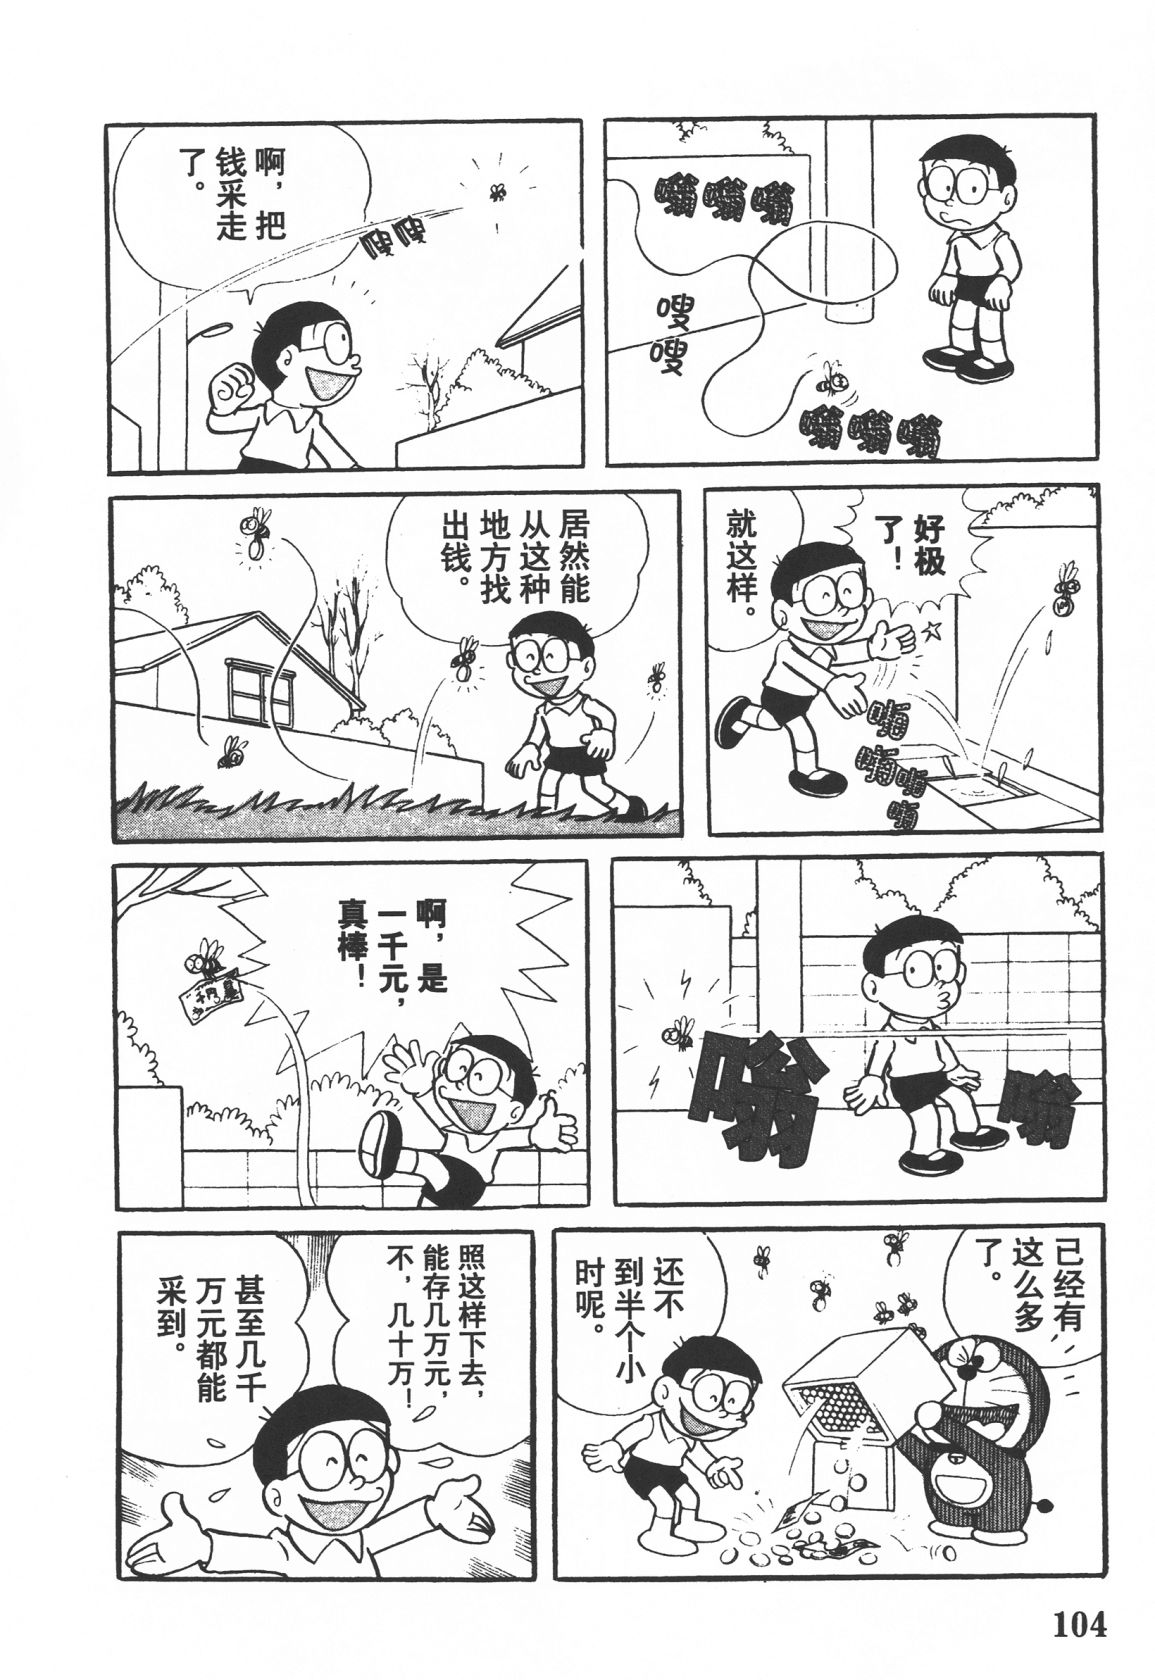 嗡嗡嗡
嗖嗖
嗡嗡嗡
啊，把
钱采走
了。
嗖嗖
好极
了！
就这样。
居然能
从这种
地方找
出钱。
嗡
嗡
啊，是
一千元，
真棒！
千円
已经有
这么多
了。
还不
到半个小
时呢。
照这样下去，
能存几万元，
不，几十万！
甚至几千
万元都能
采到。
104